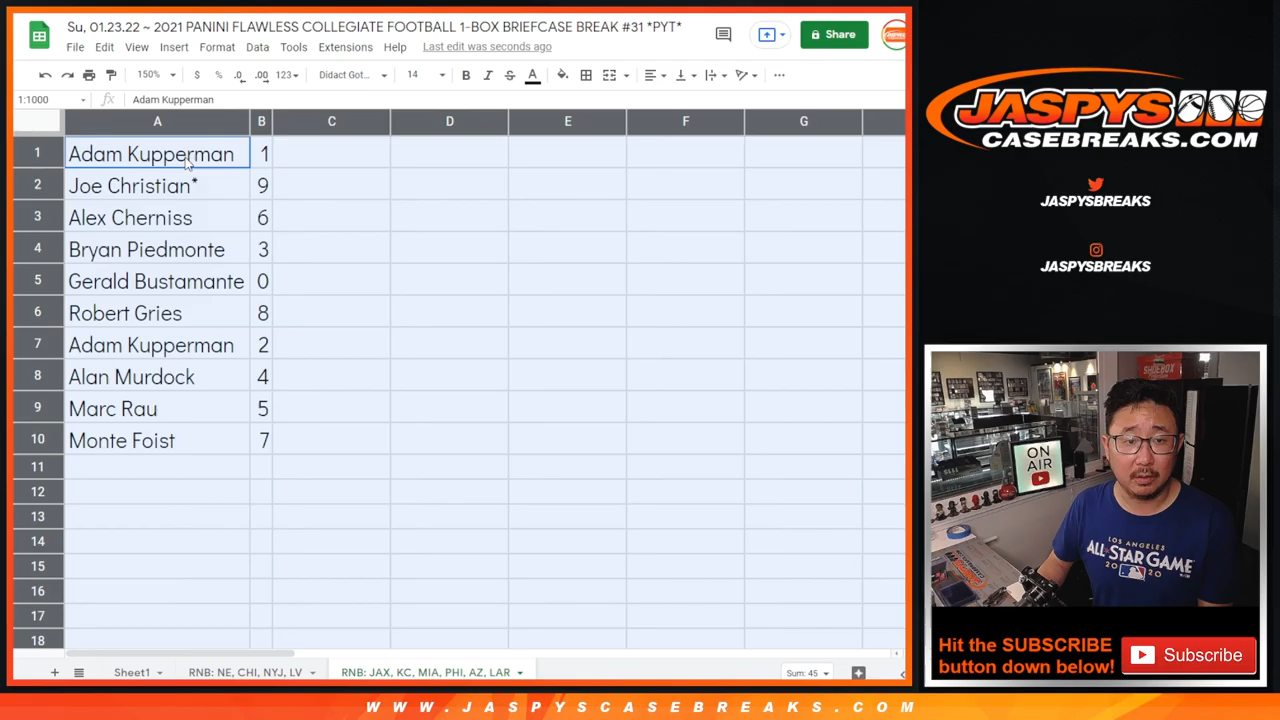 Su, 01.23.22 ~ 2021 PANINI FLAWLESS COLLEGIATE FOOTBALL 1-BOX BRIEFCASE BREAK #31 *PYT*
File Edit View Insert Format Data Tools Extensions Help Last edit was seconds ago
Share
150% $ % .0 .00 123 Didact Got... 14 B I S A
1:1000 fx Adam Kupperman
A B C D E F G
1 Adam Kupperman 1
2 Joe Christian* 9
3 Alex Cherniss 6
4 Bryan Piedmonte 3
5 Gerald Bustamante 0
6 Robert Gries 8
7 Adam Kupperman 2
8 Alan Murdock 4
9 Marc Rau 5
10 Monte Foist 7
11
12
13
14
15
16
17
18
Sheet1 RNB: NE, CHI, NYJ, LV RNB: JAX, KC, MIA, PHI, AZ, LAR Sum: 45
JASPYS
CASEBREAKS.COM
JASPYSBREAKS
JASPYSBREAKS
ON
AIR
LOS ANGELES
ALL-STAR GAME
20 20
Hit the SUBSCRIBE
button down below!
Subscribe
WWW.JASPYSCASEBREAKS.COM